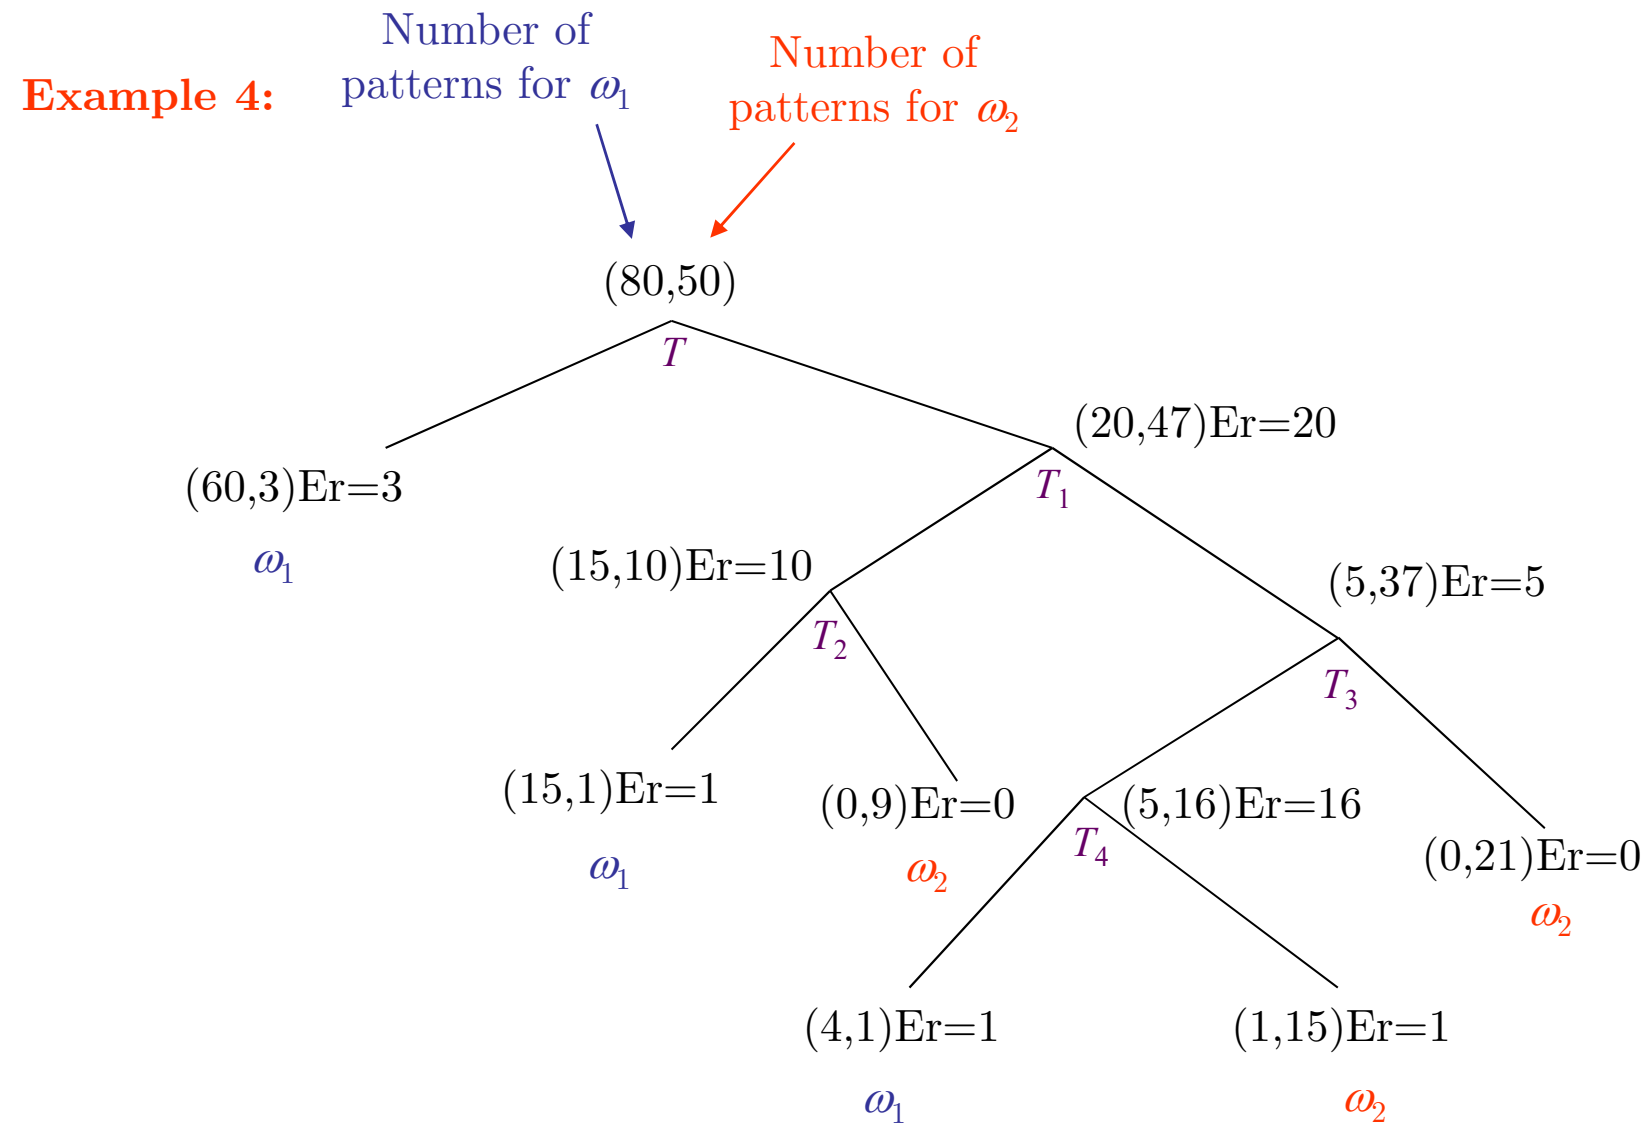 Number of
patterns for ω₁
Number of
patterns for ω₂
Example 4:
(80,50)
T
(20,47)Er=20
(60,3)Er=3
T₁
ω₁
(15,10)Er=10
(5,37)Er=5
T₂
T₃
(15,1)Er=1
(0,9)Er=0
(5,16)Er=16
T₄
(0,21)Er=0
ω₁
ω₂
ω₂
(4,1)Er=1
(1,15)Er=1
ω₁
ω₂